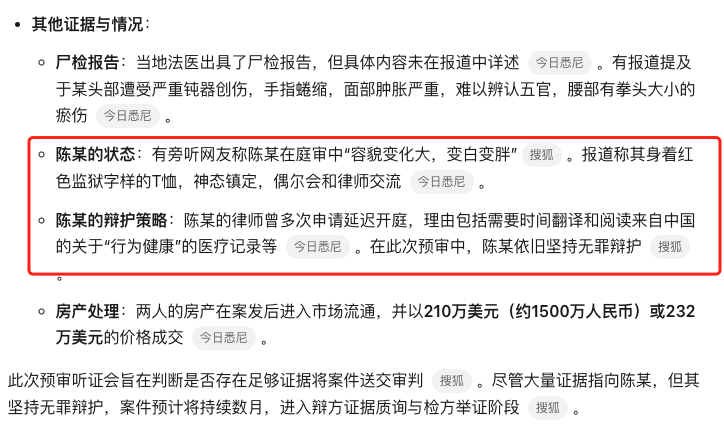 • 其他证据与情况：
○ 尸检报告：当地法医出具了尸检报告，但具体内容未在报道中详述 今日悉尼 。有报道提及
于某头部遭受严重钝器创伤，手指蜷缩，面部肿胀严重，难以辨认五官，腰部有拳头大小的
瘀伤 今日悉尼 。
○ 陈某的状态：有旁听网友称陈某在庭审中“容貌变化大，变白变胖” 搜狐 。报道称其身着红
色监狱字样的T恤，神态镇定，偶尔会和律师交流 今日悉尼 。
○ 陈某的辩护策略：陈某的律师曾多次申请延迟开庭，理由包括需要时间翻译和阅读来自中国
的关于“行为健康”的医疗记录等 今日悉尼 。在此次预审中，陈某依旧坚持无罪辩护 搜狐
。
○ 房产处理：两人的房产在案发后进入市场流通，并以210万美元（约1500万人民币）或232
万美元的价格成交 今日悉尼 。
此次预审听证会旨在判断是否存在足够证据将案件送交审判 搜狐 。尽管大量证据指向陈某，但其
坚持无罪辩护，案件预计将持续数月，进入辩方证据质询与检方举证阶段 搜狐 。